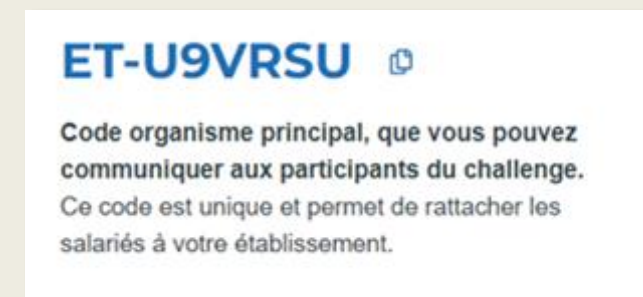 ET-U9VRSU
Code organisme principal, que vous pouvez
communiquer aux participants du challenge.
Ce code est unique et permet de rattacher les
salariés à votre établissement.